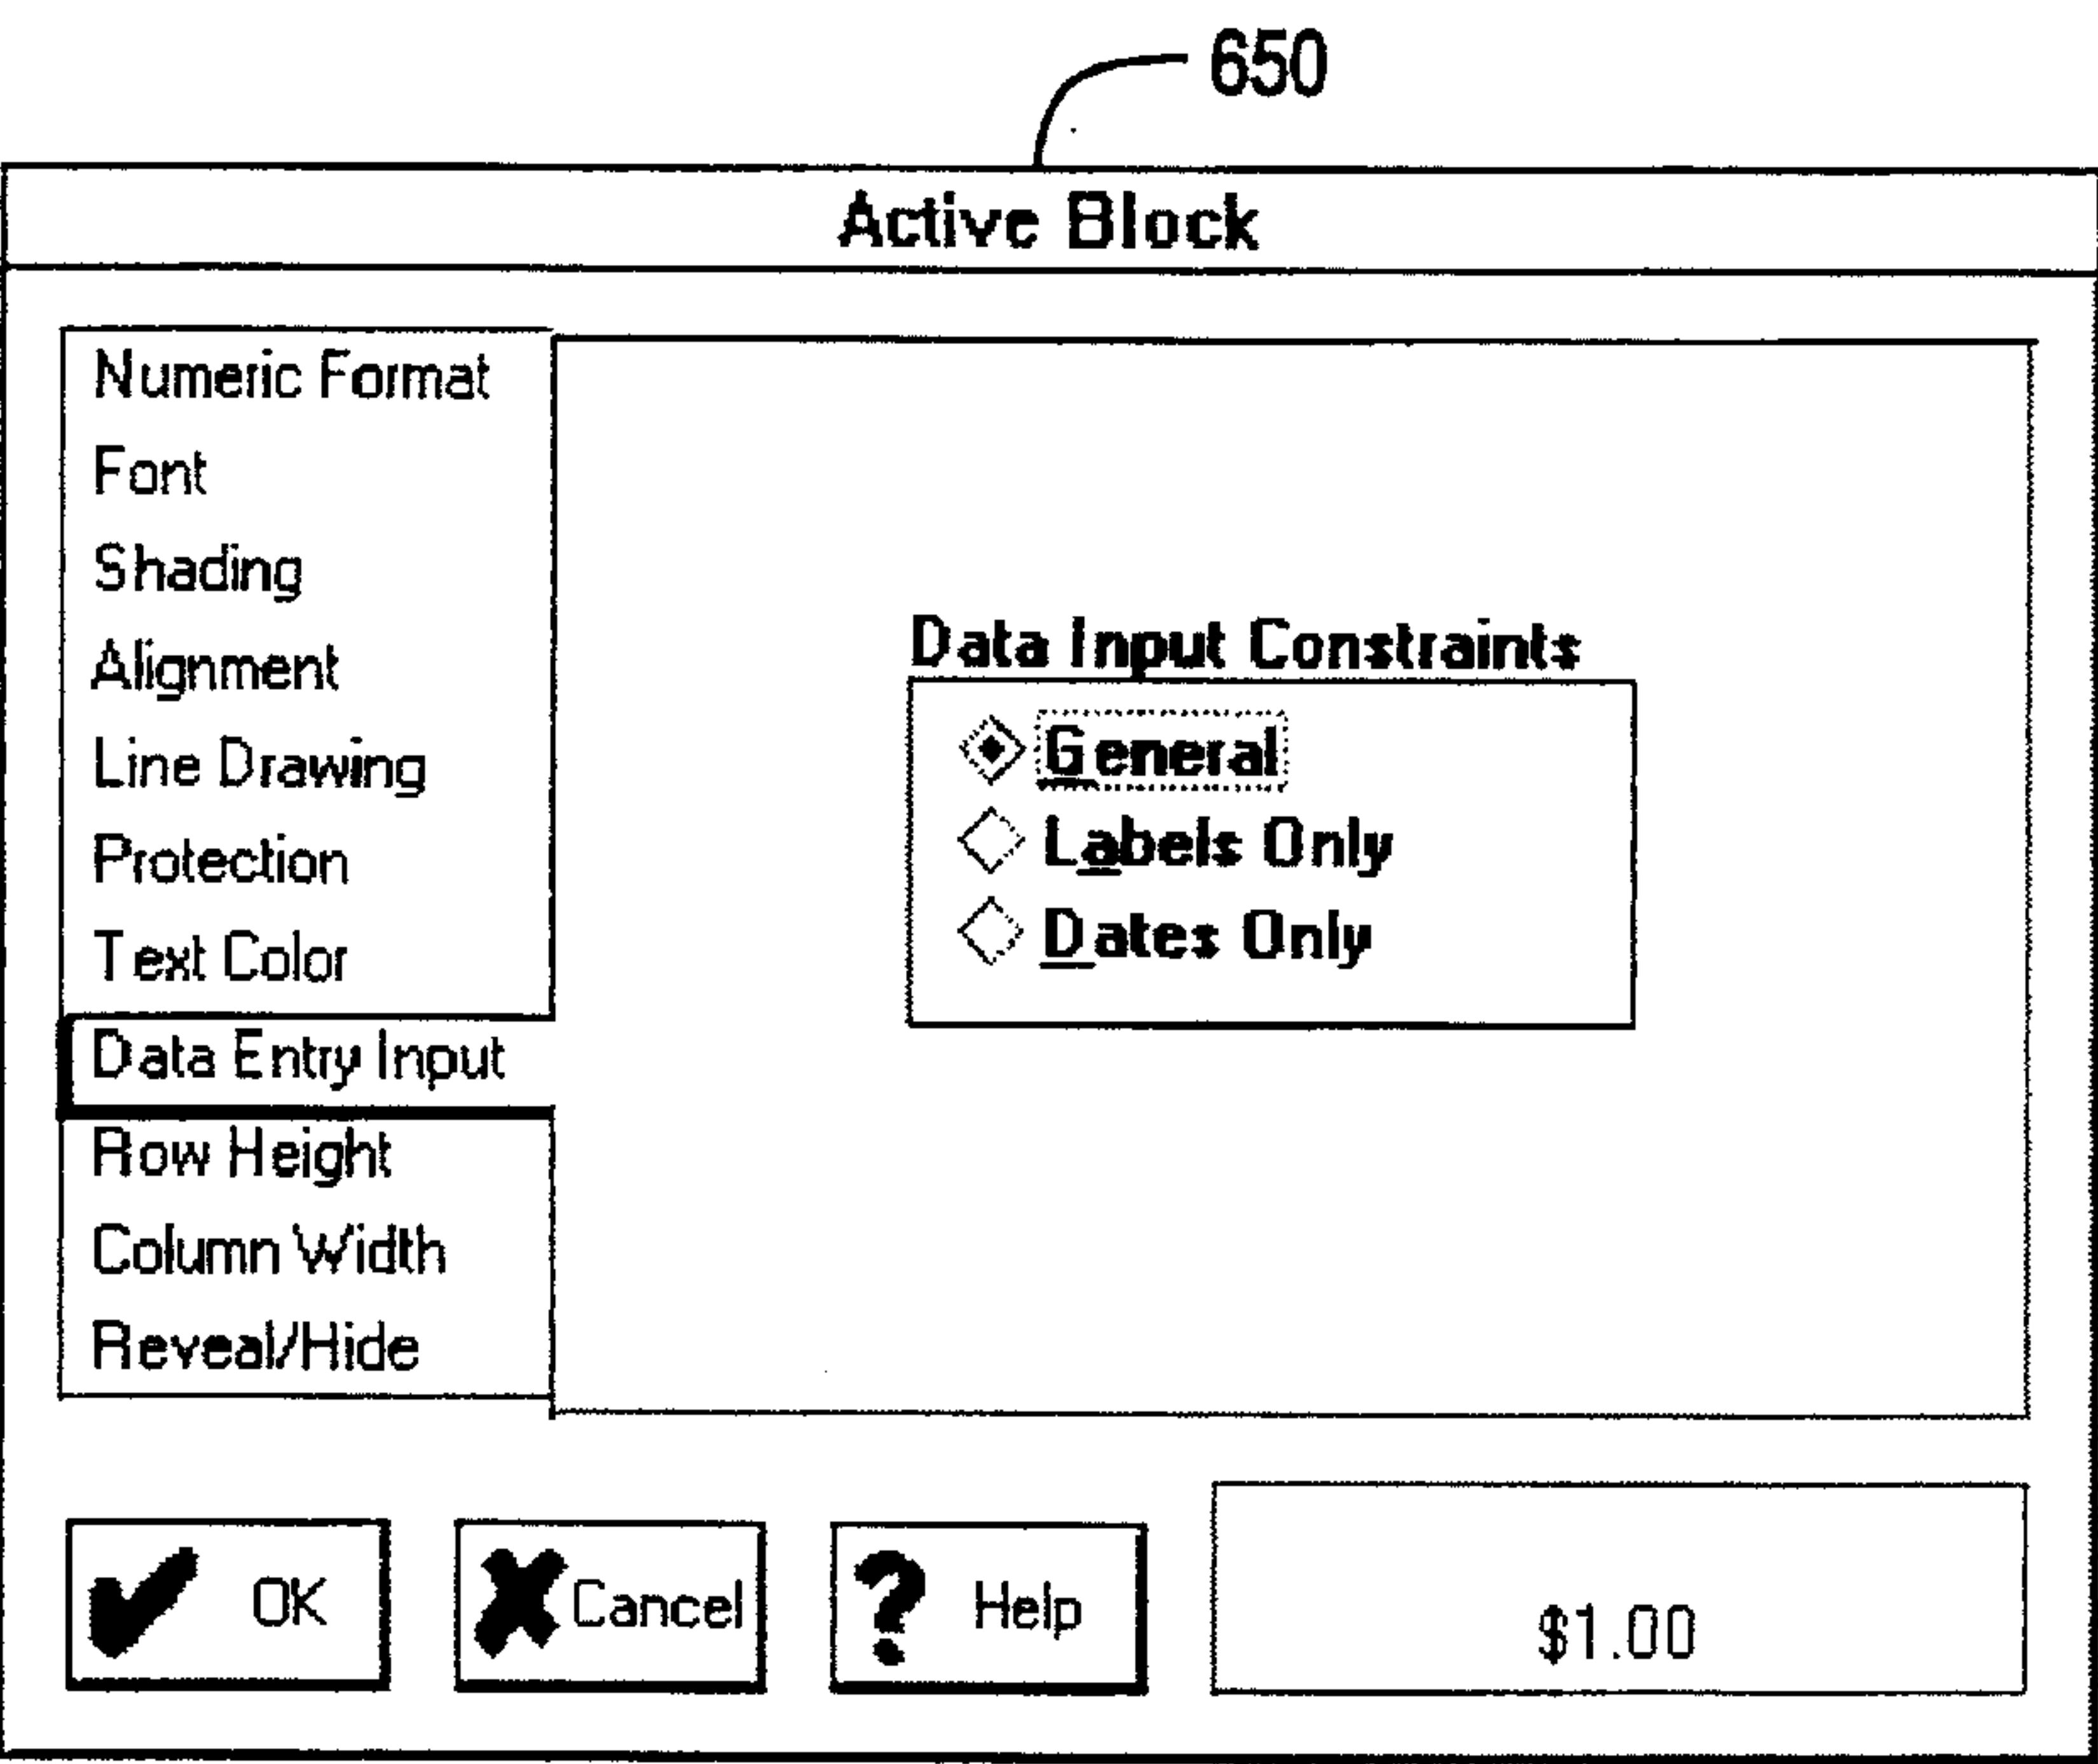 650
Active Block
Numeric Format
Font
Shading
Alignment
Line Drawing
Protection
Text Color
Data Entry Input
Row Height
Column Width
Reveal/Hide
Data Input Constraints
General
Labels Only
Dates Only
OK
Cancel
Help
$1.00